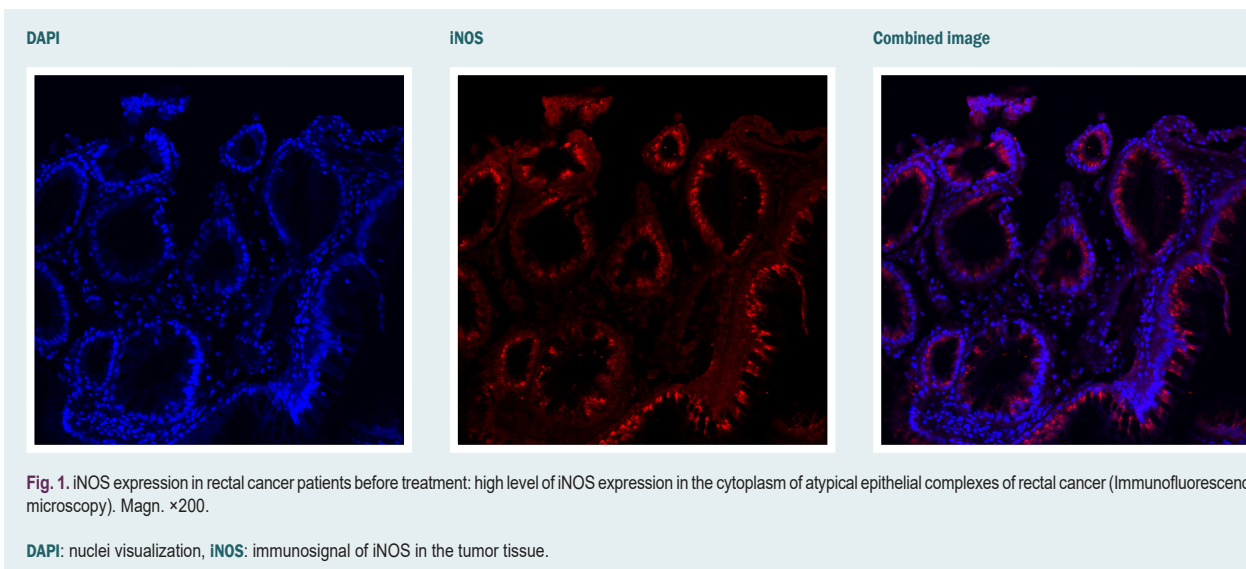 DAPI
iNOS
Combined image
Fig. 1. iNOS expression in rectal cancer patients before treatment: high level of iNOS expression in the cytoplasm of atypical epithelial complexes of rectal cancer (Immunofluorescenc
microscopy). Magn. ×200.
DAPI: nuclei visualization, iNOS: immunosignal of iNOS in the tumor tissue.